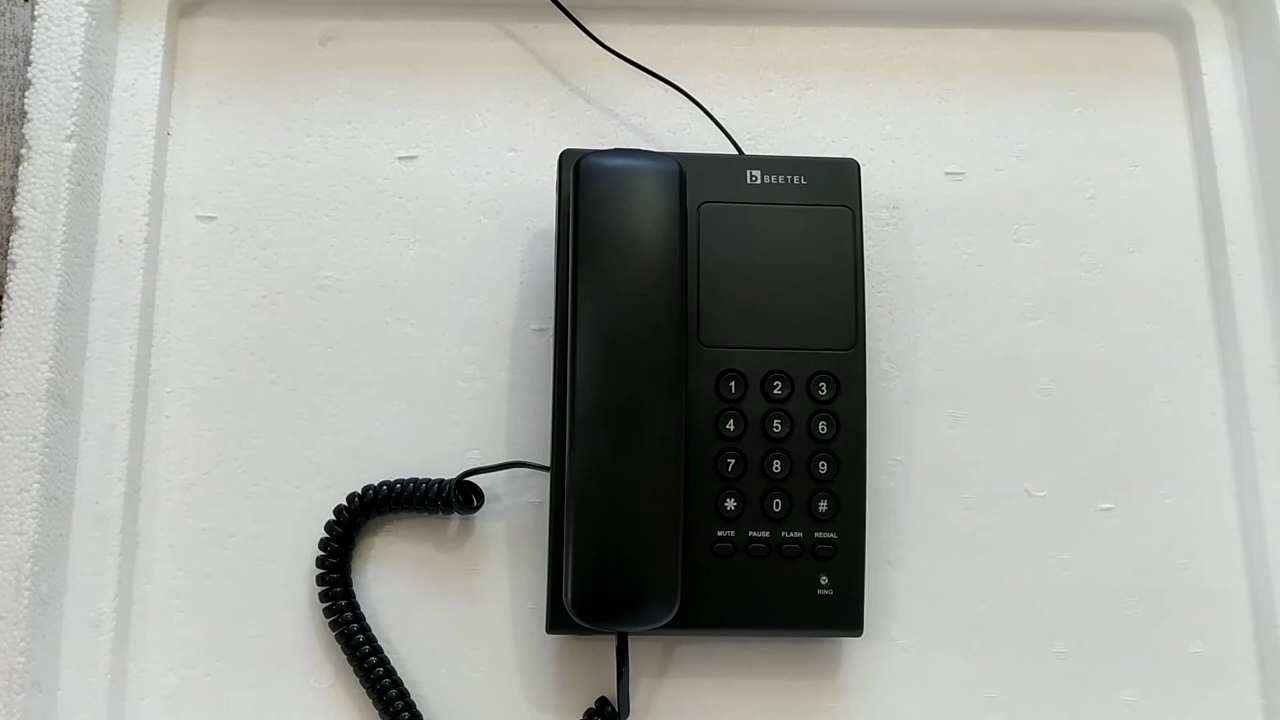 b BEETEL
1 2 3
4 5 6
7 8 9
* 0 #
MUTE PAUSE FLASH REDIAL
RING